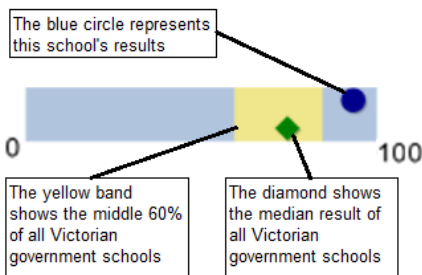 The blue circle represents
this school's results
0
100
The yellow band
shows the middle 60%
of all Victorian
government schools
The diamond shows
the median result of
all Victorian
government schools